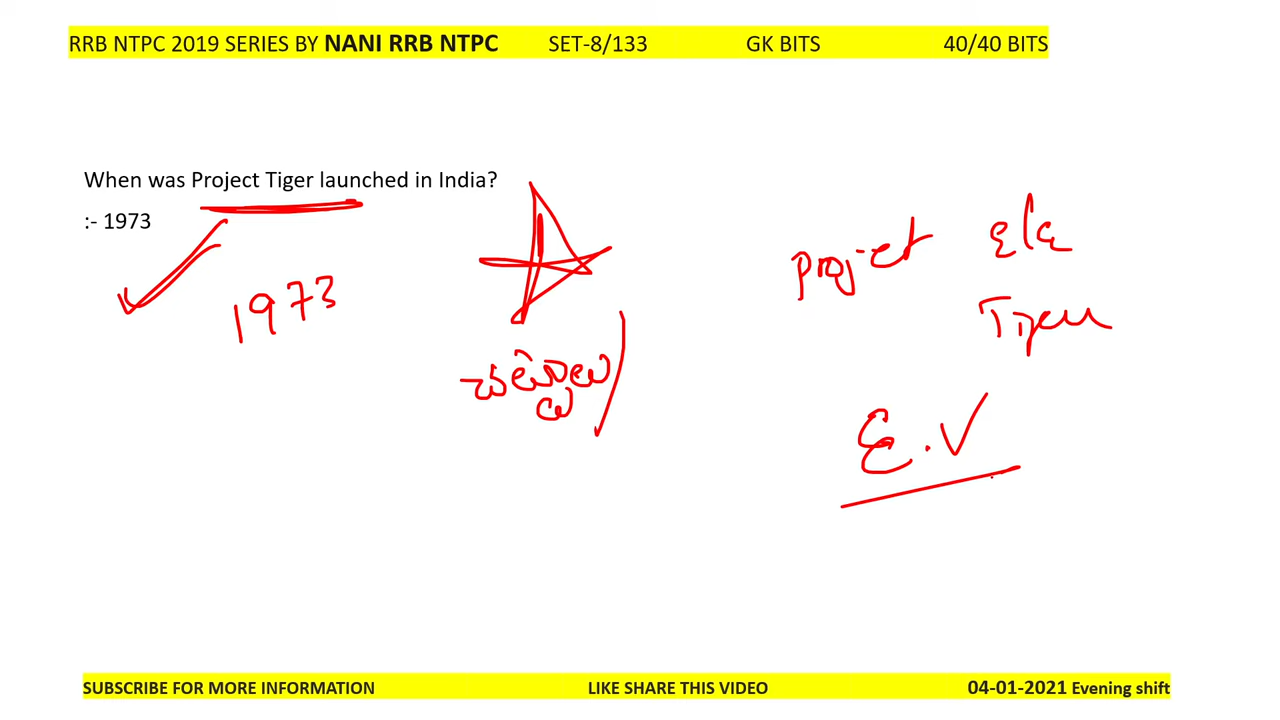 RRB NTPC 2019 SERIES BY NANI RRB NTPC SET-8/133 GK BITS 40/40 BITS
When was Project Tiger launched in India?
:- 1973
1973
projet ele
Tiger
E.V
SUBSCRIBE FOR MORE INFORMATION LIKE SHARE THIS VIDEO 04-01-2021 Evening shift